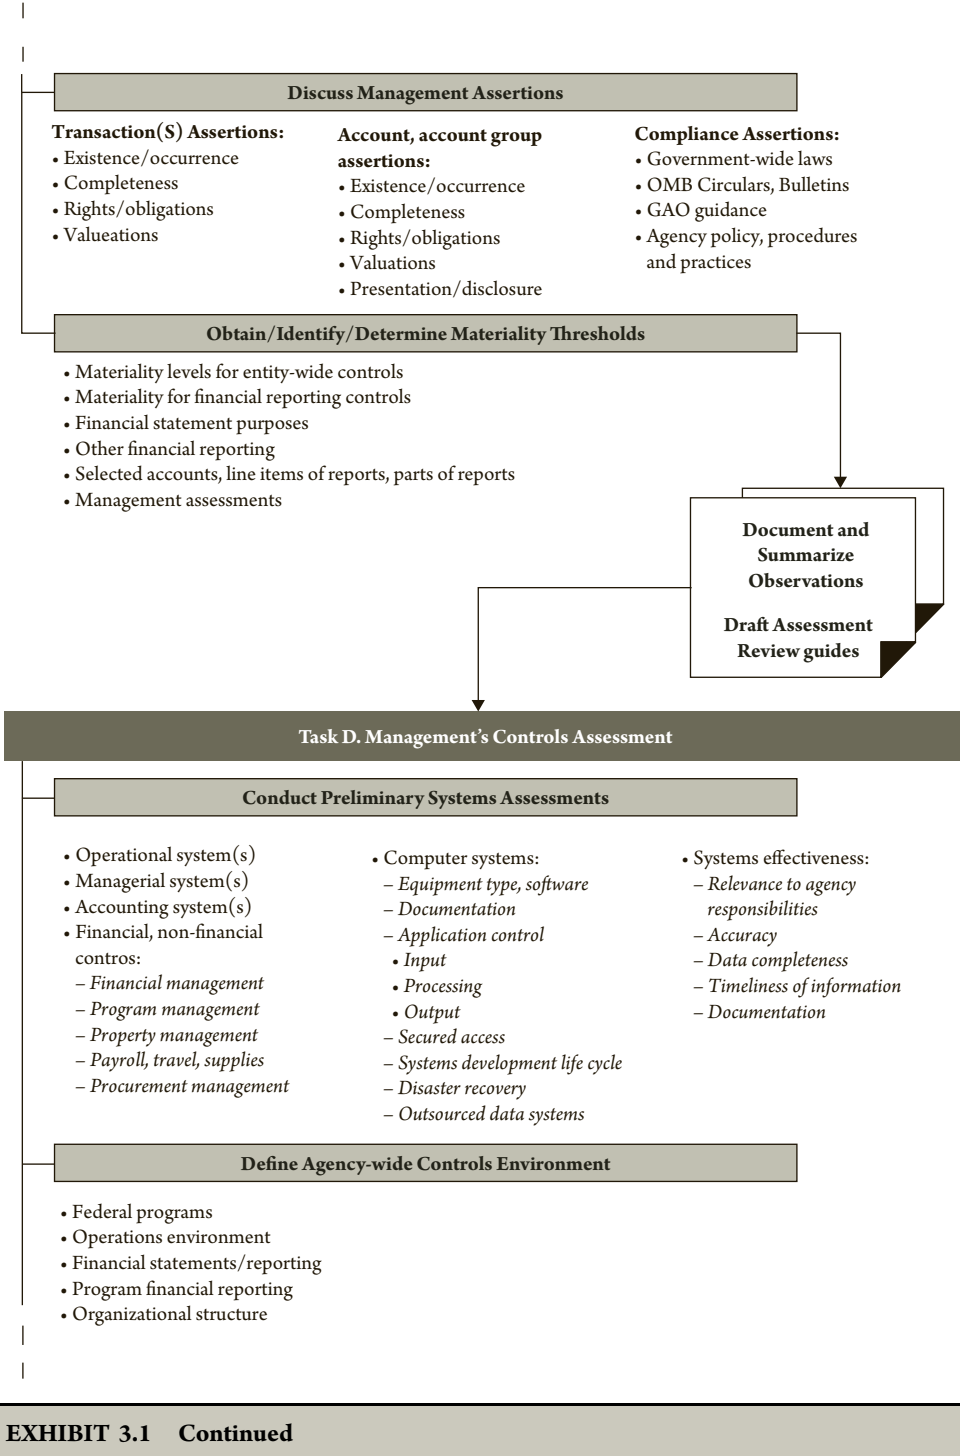 Discuss Management Assertions
Transaction(S) Assertions:
• Existence/occurrence
• Completeness
• Rights/obligations
• Valueations
Account, account group
assertions:
• Existence/occurrence
• Completeness
• Rights/obligations
• Valuations
• Presentation/disclosure
Compliance Assertions:
• Government-wide laws
• OMB Circulars, Bulletins
• GAO guidance
• Agency policy, procedures
and practices
Obtain/Identify/Determine Materiality Thresholds
• Materiality levels for entity-wide controls
• Materiality for financial reporting controls
• Financial statement purposes
• Other financial reporting
• Selected accounts, line items of reports, parts of reports
• Management assessments
Document and
Summarize
Observations
Draft Assessment
Review guides
Task D. Management's Controls Assessment
Conduct Preliminary Systems Assessments
• Operational system(s)
• Managerial system(s)
• Accounting system(s)
• Financial, non-financial
contros:
– Financial management
– Program management
– Property management
– Payroll, travel, supplies
– Procurement management
• Computer systems:
– Equipment type, software
– Documentation
– Application control
• Input
• Processing
• Output
– Secured access
– Systems development life cycle
– Disaster recovery
– Outsourced data systems
• Systems effectiveness:
– Relevance to agency
responsibilities
– Accuracy
– Data completeness
– Timeliness of information
– Documentation
Define Agency-wide Controls Environment
• Federal programs
• Operations environment
• Financial statements/reporting
• Program financial reporting
• Organizational structure
EXHIBIT 3.1 Continued